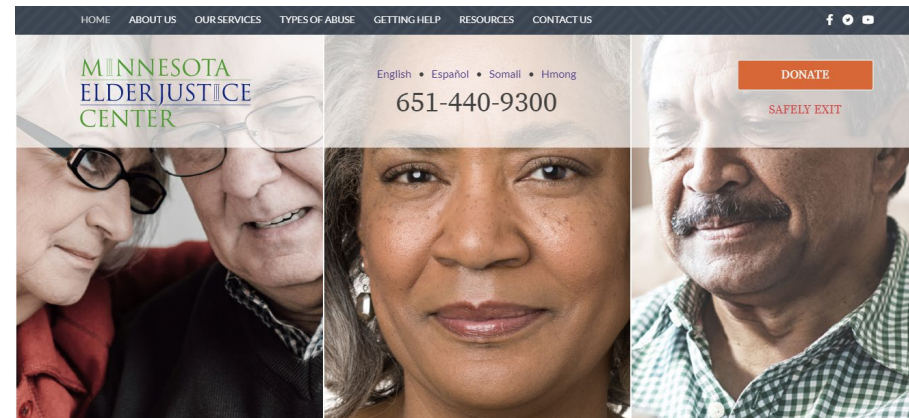 HOME ABOUT US OUR SERVICES TYPES OF ABUSE GETTING HELP RESOURCES CONTACT US
MINNESOTA
ELDER JUSTICE
CENTER
English • Español • Somali • Hmong
651-440-9300
DONATE
SAFELY EXIT